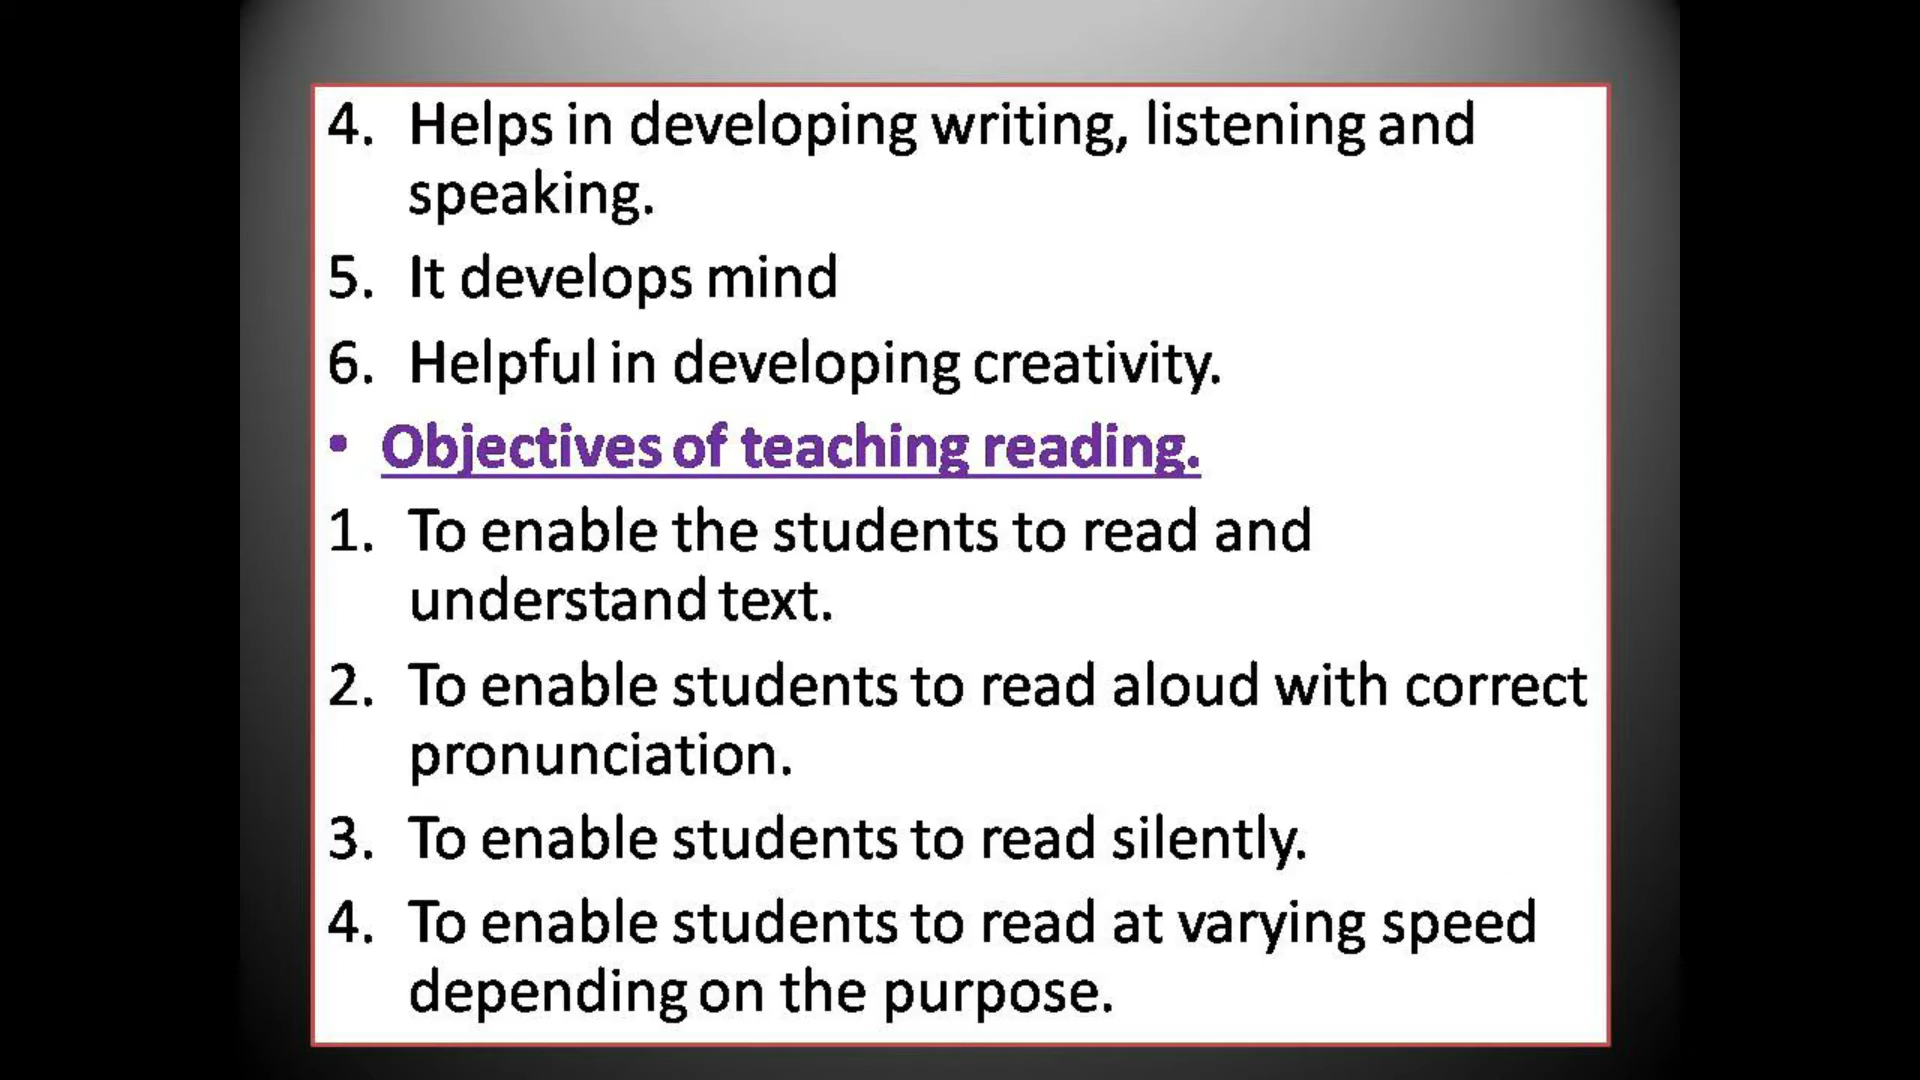 4. Helps in developing writing, listening and
speaking.
5. It develops mind
6. Helpful in developing creativity.
• Objectives of teaching reading.
1. To enable the students to read and
understand text.
2. To enable students to read aloud with correct
pronunciation.
3. To enable students to read silently.
4. To enable students to read at varying speed
depending on the purpose.